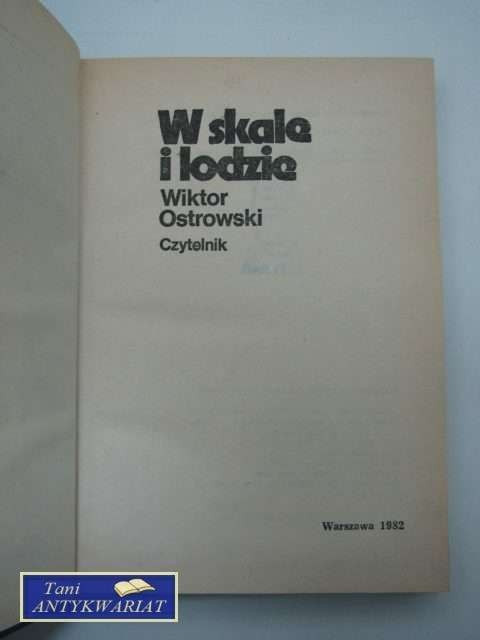 W skale
i lodzie
Wiktor
Ostrowski
Czytelnik
Warszawa 1982
Tani
ANTYKWARIAT